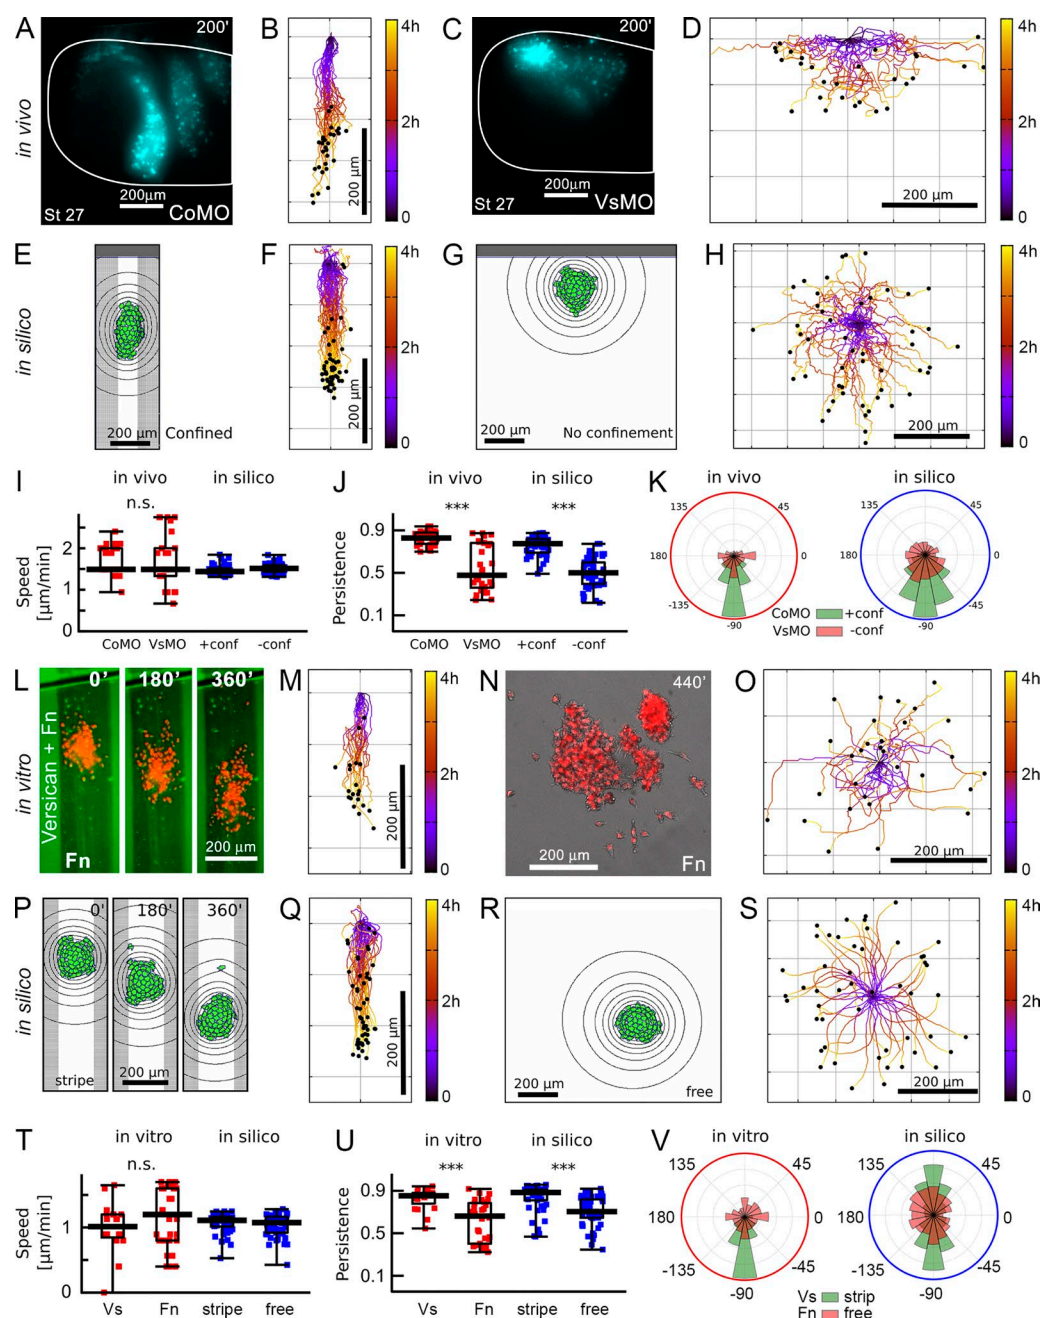 A
200'
in vivo
St 27
200µm
CoMO
B
200 µm
4h
2h
0
C
200'
St 27
200µm
VsMO
D
200 µm
4h
2h
0
E
in silico
200 µm
Confined
F
200 µm
4h
2h
0
G
200 µm
No confinement
H
200 µm
4h
2h
0
I
in vivo
in silico
n.s.
Speed
[µm/min]
2
1
0
CoMO VsMO +conf -conf
J
in vivo
in silico
*** ***
Persistence
0.9
0.5
0.1
CoMO VsMO +conf -conf
K
in vivo
in silico
135 45
180 0
-135
-90
135 45
180 0
-135 -45
-90
CoMO +conf
VsMO -conf
L
0' 180' 360'
in vitro
Versican + Fn
Fn
200 µm
M
200 µm
4h
2h
0
N
440'
200 µm
Fn
O
200 µm
4h
2h
0
P
0' 180' 360'
in silico
stripe
200 µm
Q
200 µm
4h
2h
0
R
200 µm
free
S
200 µm
4h
2h
0
T
in vitro
in silico
n.s.
Speed
[µm/min]
1
0
Vs Fn stripe free
U
in vitro
in silico
*** ***
Persistence
0.9
0.5
0.1
Vs Fn stripe free
V
in vitro
in silico
135 45
180 0
-135 -45
-90
135 45
180 0
-135 -45
-90
Vs strip
Fn free